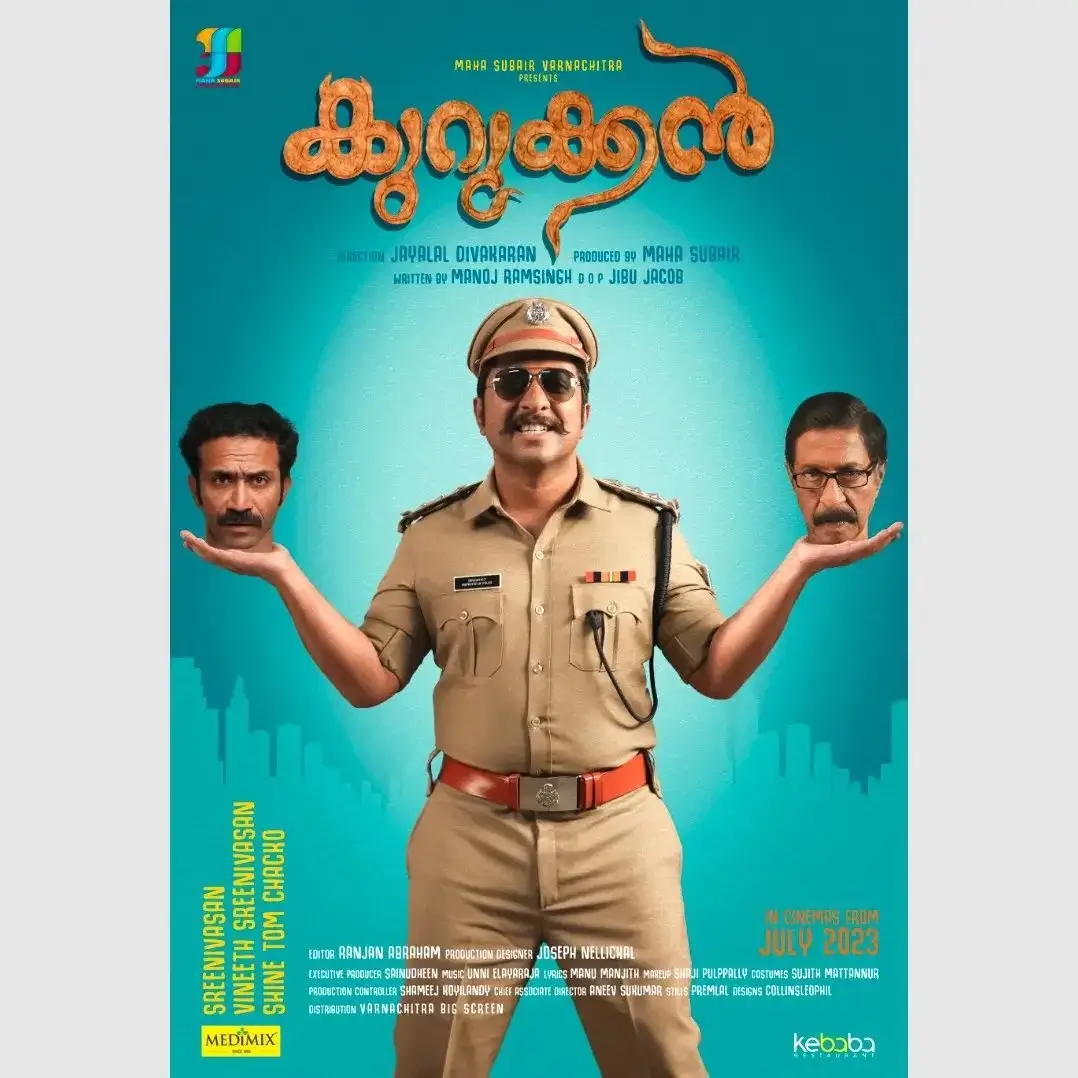 MAHA SUBAIR
MAHA SUBAIR VARNACHITRA
PRESENTS
കുറുക്കൻ
DIRECTION JAYALAL DIVAKARAN PRODUCED BY MAHA SUBAIR
WRITTEN BY MANOJ RAMSINGH D O P JIBU JACOB
SREENIVASAN
VINEETH SREENIVASAN
SHINE TOM CHACKO
IN CINEMAS FROM
JULY 2023
EDITOR RANJAN ABRAHAM PRODUCTION DESIGNER JOSEPH NELLICKAL
EXECUTIVE PRODUCER SAINUDHEEN MUSIC UNNI ELAYARAJA LYRICS MANU MANJITH MAKEUP SHAJI PULPPALLY COSTUMES SUJITH MATTANNUR
PRODUCTION CONTROLLER SHAMEEJ KOYILANDY CHIEF ASSOCIATE DIRECTOR ANEEV SUKUMAR STILLS PREMLAL DESIGNS COLLINSLEOPHIL
DISTRIBUTION VARNACHITRA BIG SCREEN
MEDIMIX
kebaba
RESTAURANT